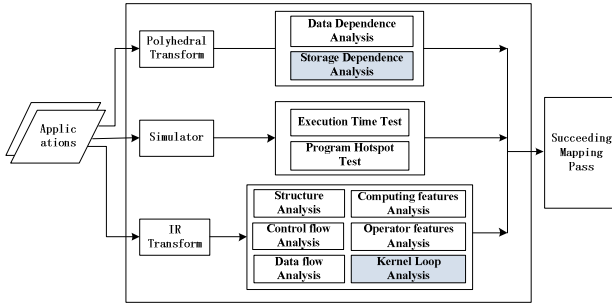 Applic
ations
Polyhedral
Transform
Data Dependence
Analysis
Storage Dependence
Analysis
Simulator
Execution Time Test
Program Hotspot
Test
IR
Transform
Structure
Analysis
Computing features
Analysis
Control flow
Analysis
Operator features
Analysis
Data flow
Analysis
Kernel Loop
Analysis
Succeeding
Mapping
Pass